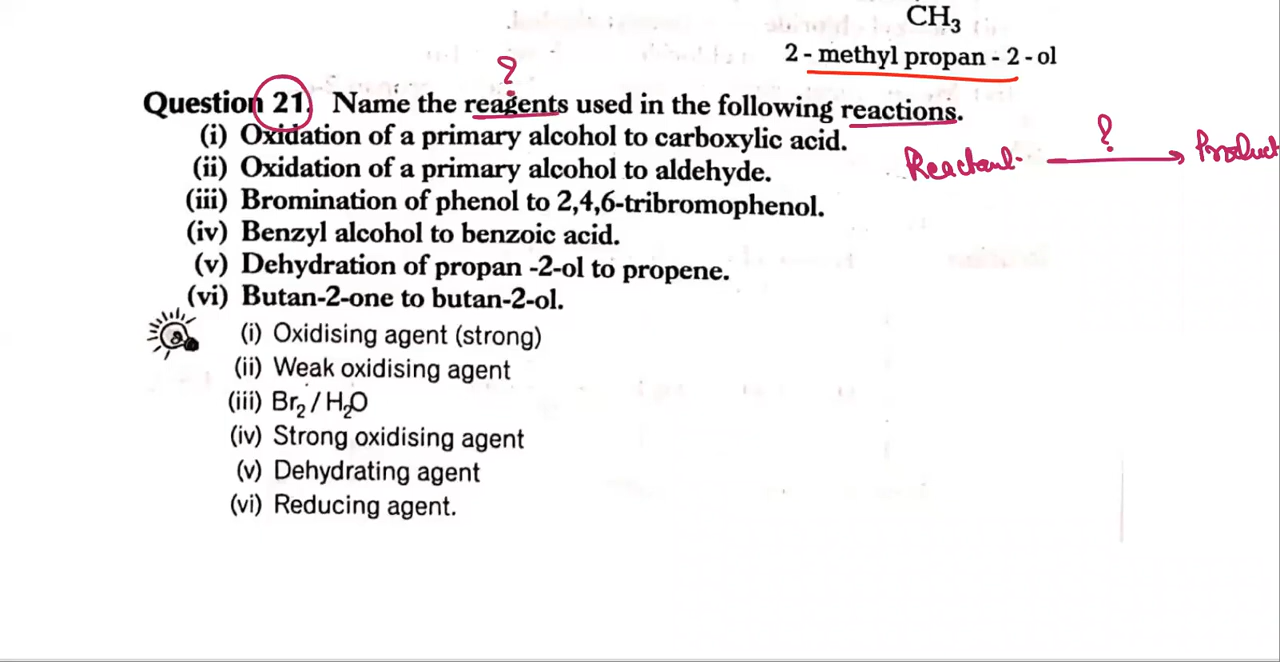 CH₃
2 - methyl propan - 2 - ol
?
Question 21. Name the reagents used in the following reactions.
(i) Oxidation of a primary alcohol to carboxylic acid.
Reactant ? Product
(ii) Oxidation of a primary alcohol to aldehyde.
(iii) Bromination of phenol to 2,4,6-tribromophenol.
(iv) Benzyl alcohol to benzoic acid.
(v) Dehydration of propan -2-ol to propene.
(vi) Butan-2-one to butan-2-ol.
(i) Oxidising agent (strong)
(ii) Weak oxidising agent
(iii) Br₂ / H₂O
(iv) Strong oxidising agent
(v) Dehydrating agent
(vi) Reducing agent.